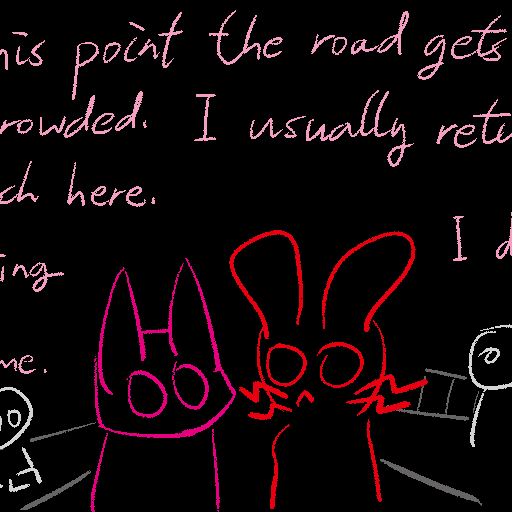 his point the road gets
rowded. I usually retu
ch here.
I d
ing
me.